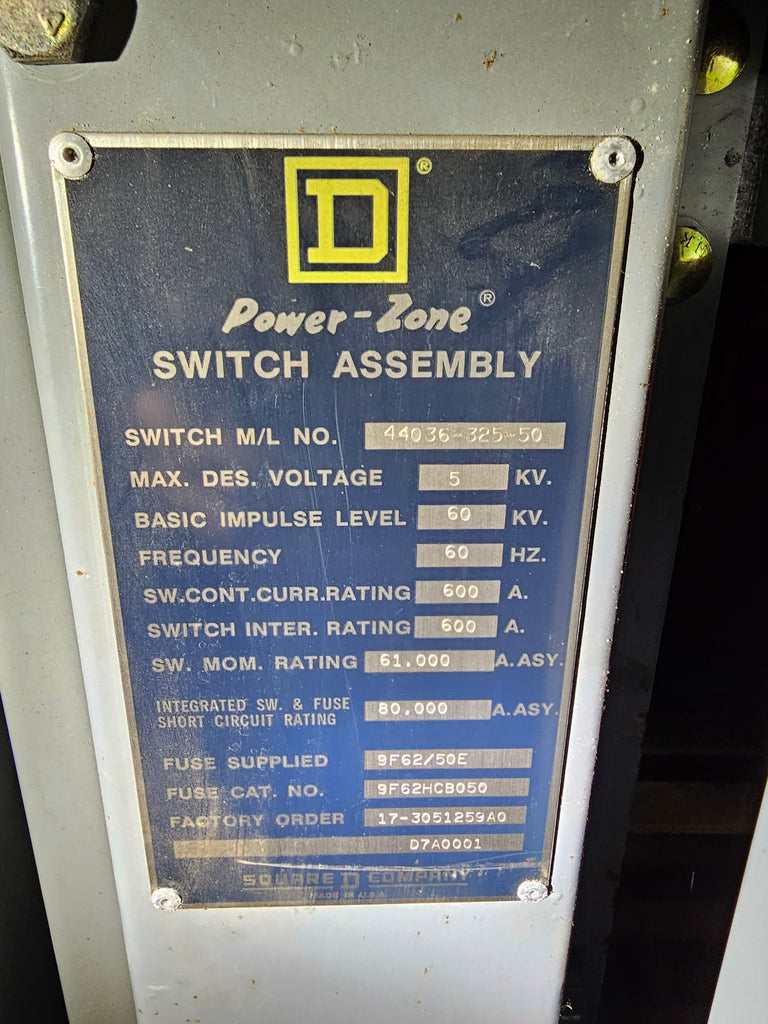 D®
Power-Zone®
SWITCH ASSEMBLY
SWITCH M/L NO. 44036-325-50
MAX. DES. VOLTAGE 5 KV.
BASIC IMPULSE LEVEL 60 KV.
FREQUENCY 60 HZ.
SW.CONT.CURR.RATING 600 A.
SWITCH INTER. RATING 600 A.
SW. MOM. RATING 61,000 A.ASY.
INTEGRATED SW. & FUSE
SHORT CIRCUIT RATING 80,000 A.ASY.
FUSE SUPPLIED 9F62/50E
FUSE CAT. NO. 9F62HCB050
FACTORY ORDER 17-3051259A0
D7A0001
SQUARE D COMPANY
MADE IN U.S.A.